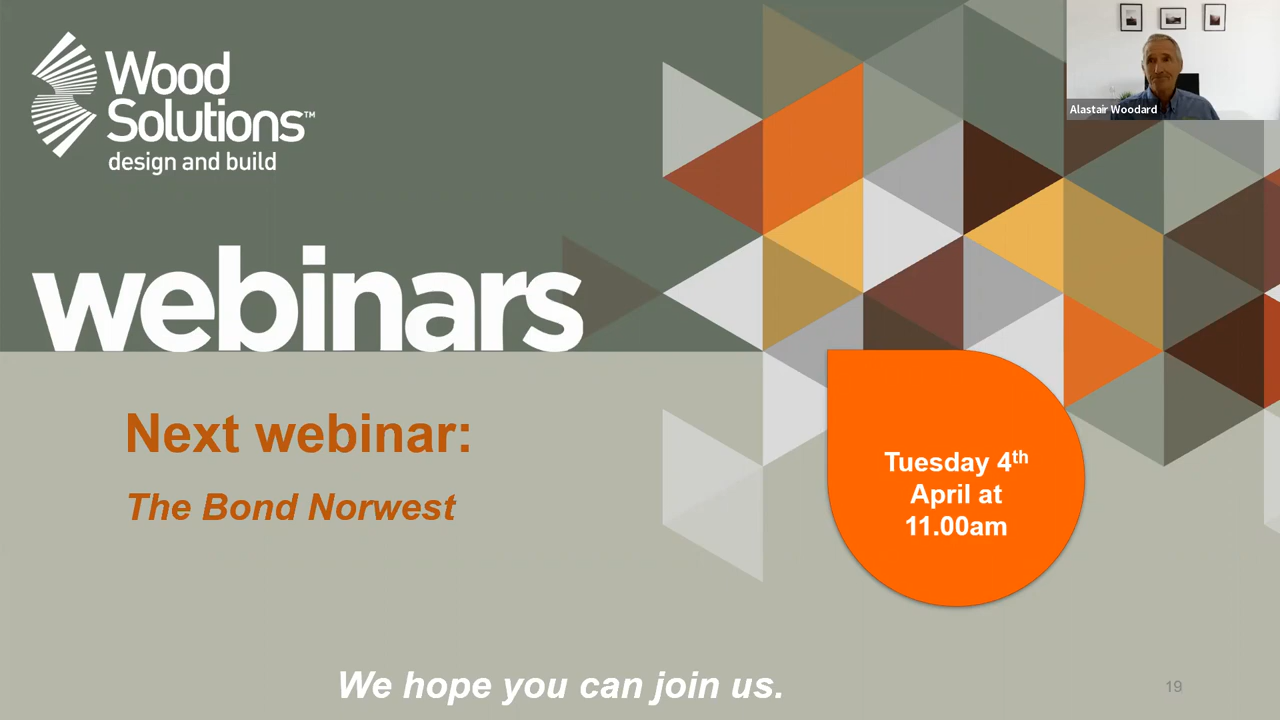 Wood
Solutions™
design and build
Alastair Woodard
webinars
Next webinar:
The Bond Norwest
Tuesday 4th
April at
11.00am
We hope you can join us.
19